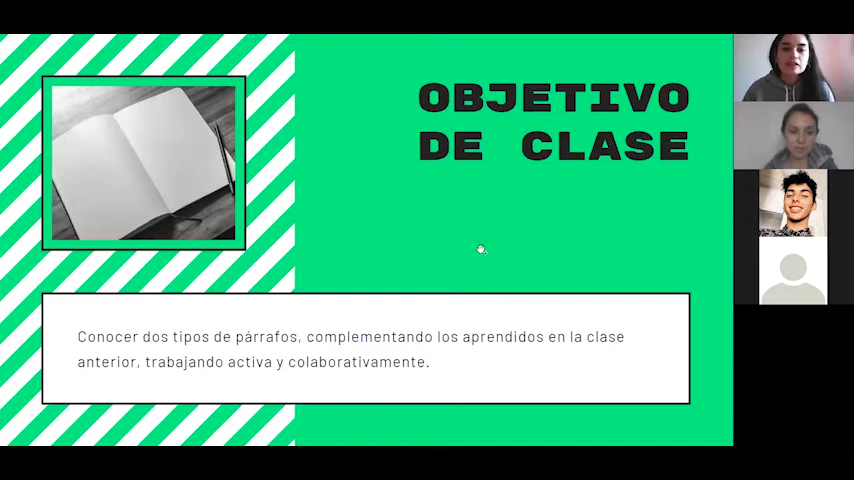 OBJETIVO
DE CLASE
Conocer dos tipos de párrafos, complementando los aprendidos en la clase
anterior, trabajando activa y colaborativamente.